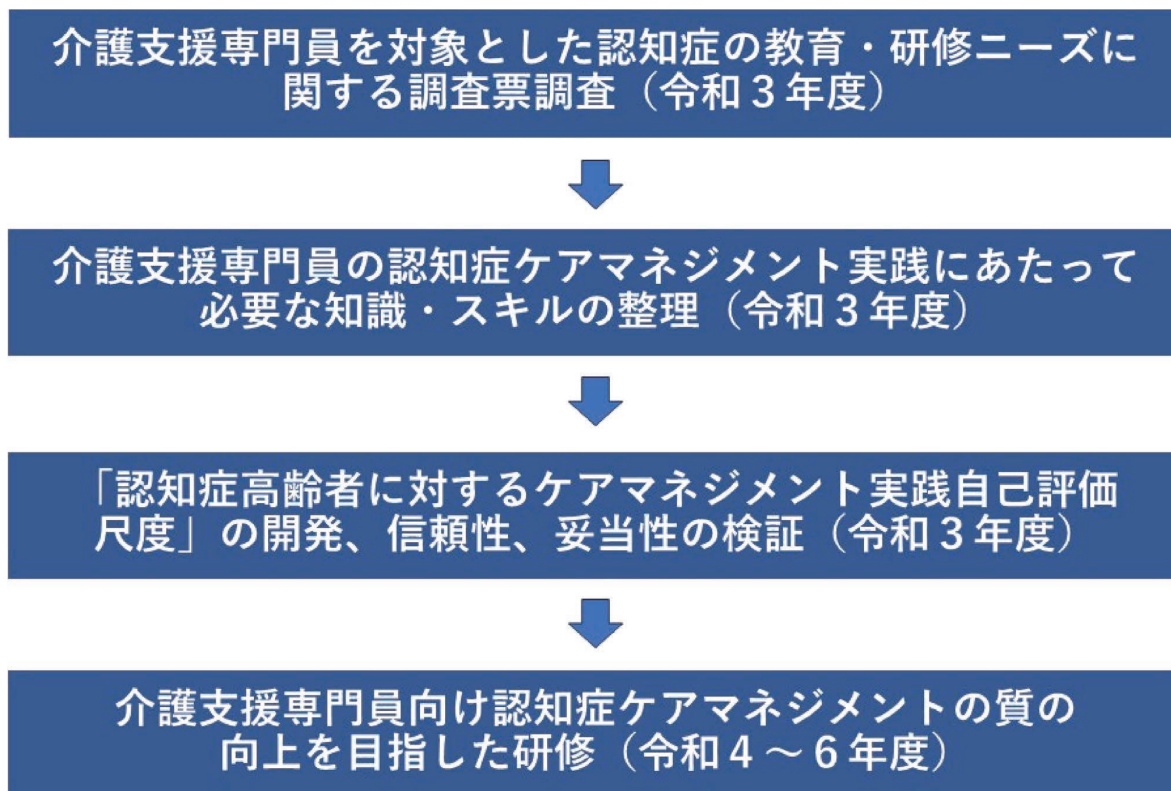 介護支援専門員を対象とした認知症の教育・研修ニーズに
関する調査票調査（令和３年度）
介護支援専門員の認知症ケアマネジメント実践にあたって
必要な知識・スキルの整理（令和３年度）
「認知症高齢者に対するケアマネジメント実践自己評価
尺度」の開発、信頼性、妥当性の検証（令和３年度）
介護支援専門員向け認知症ケアマネジメントの質の
向上を目指した研修（令和４～６年度）